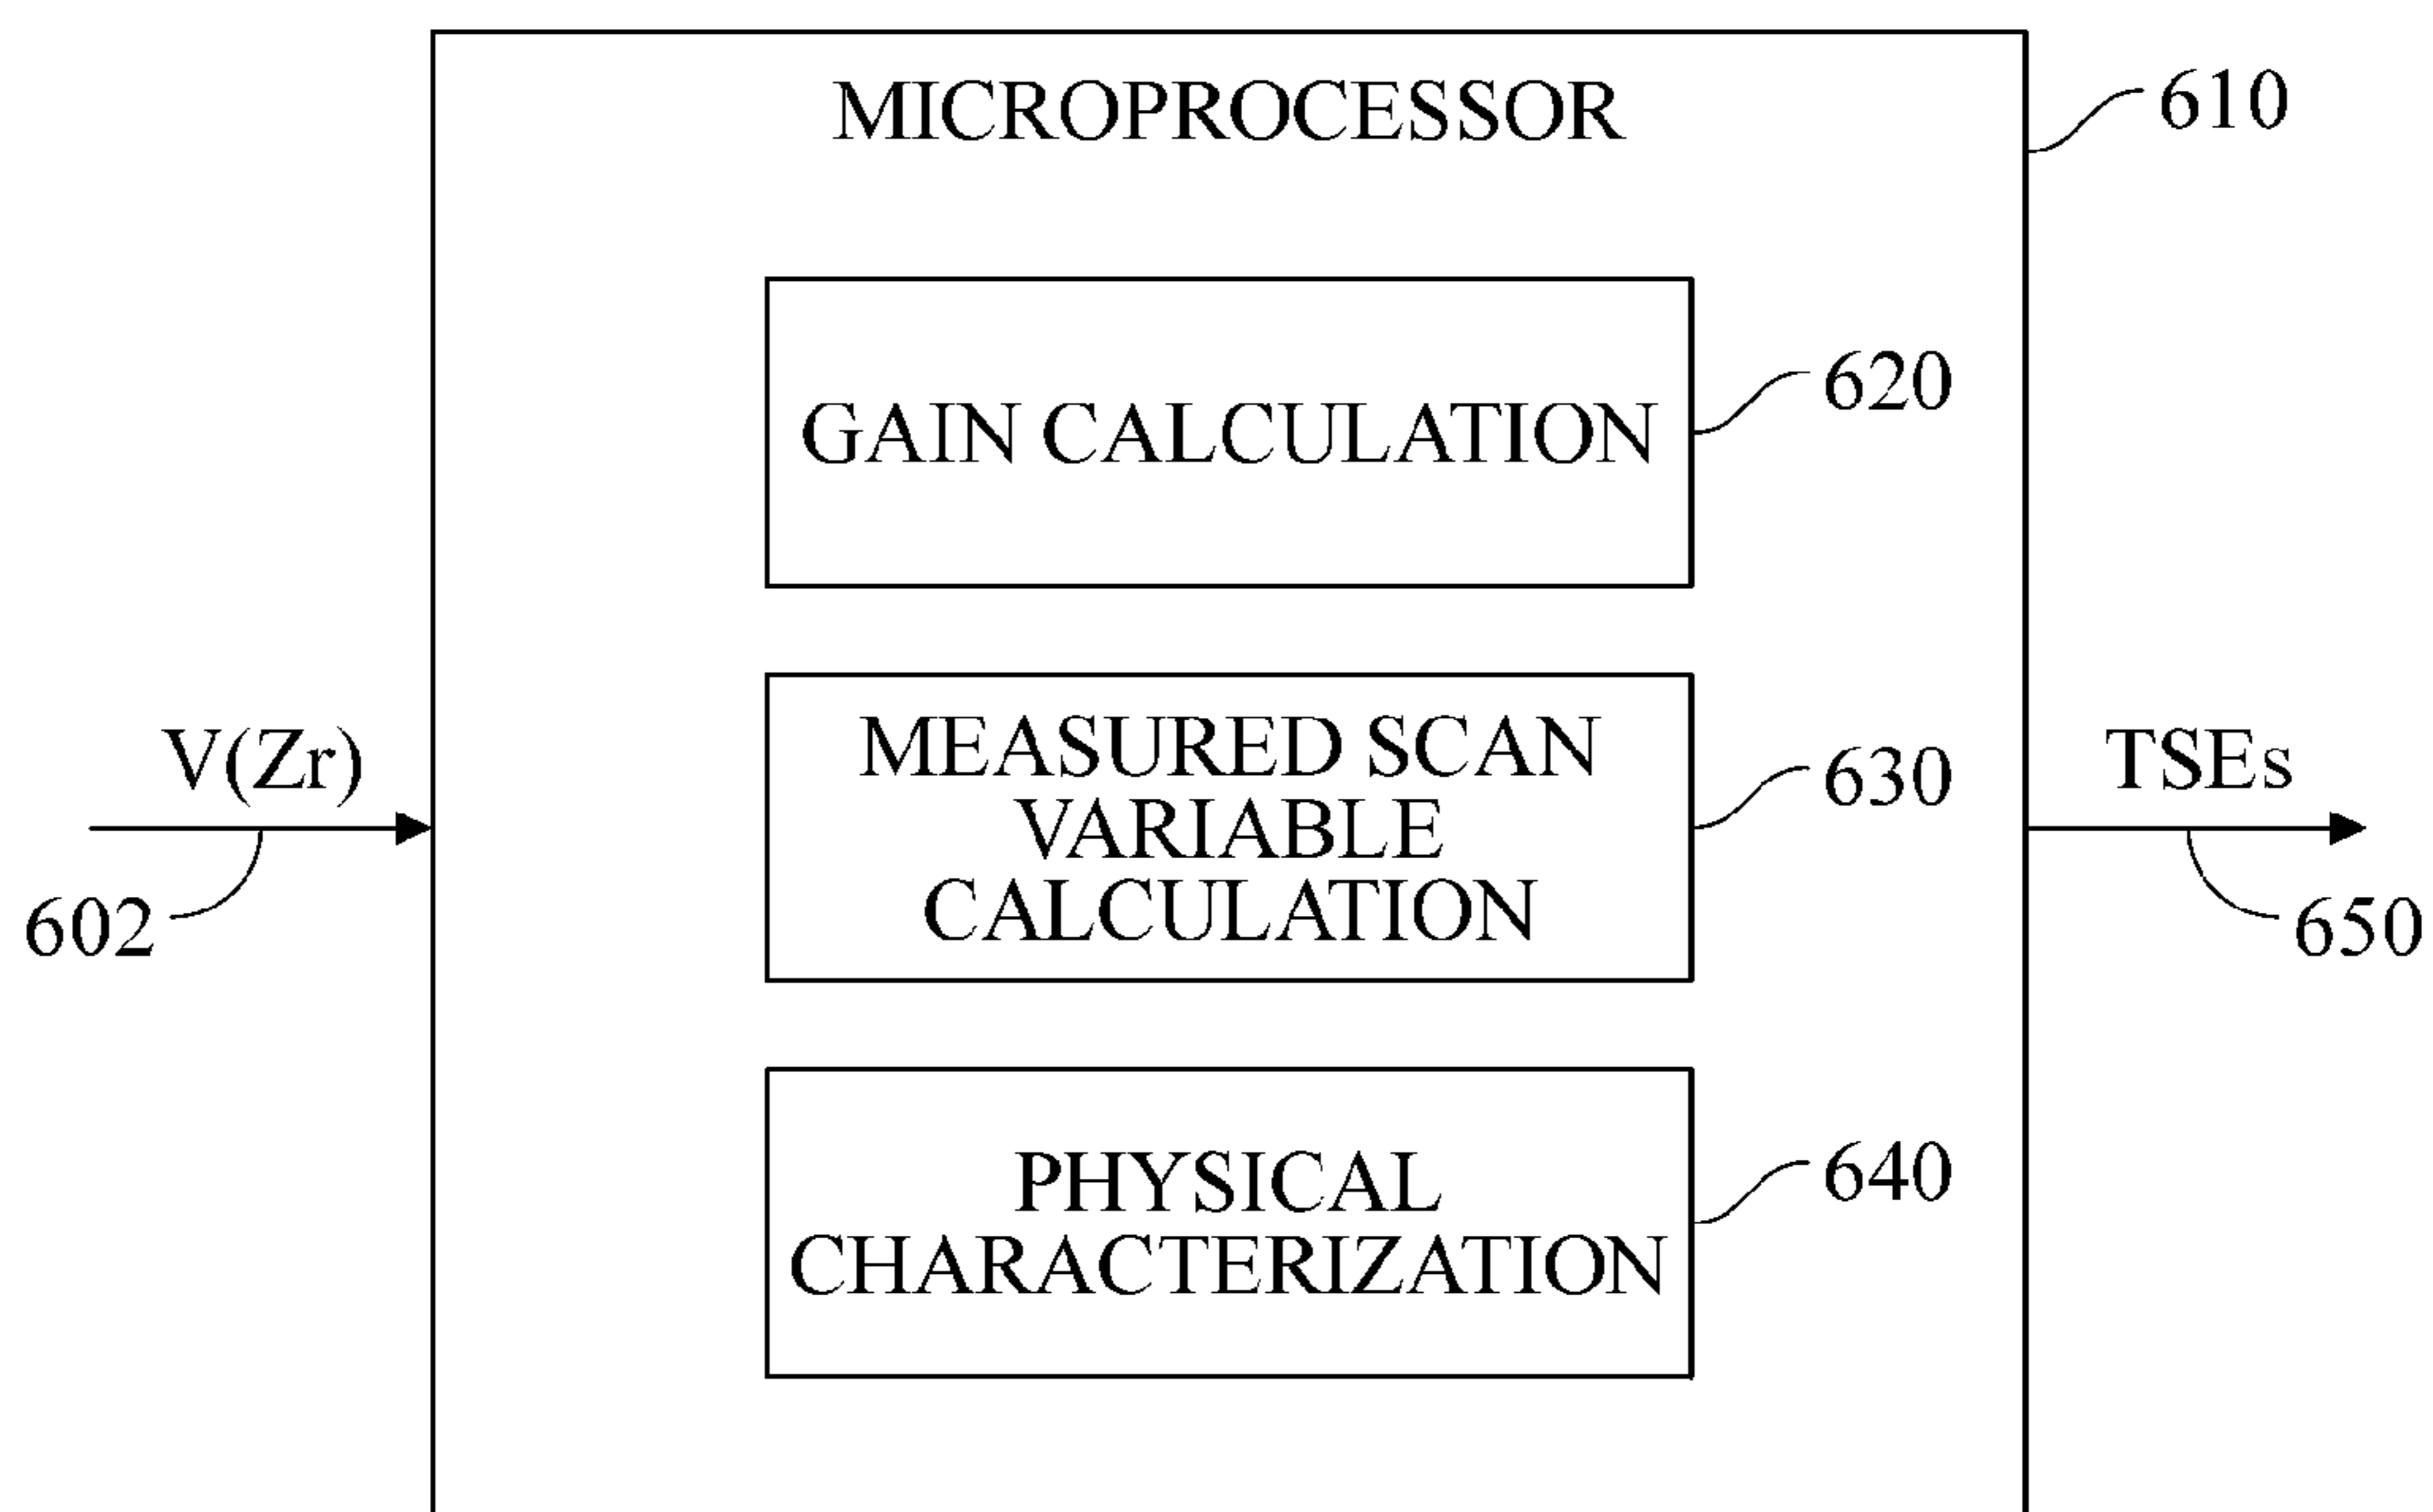 MICROPROCESSOR
610
GAIN CALCULATION
620
MEASURED SCAN
VARIABLE
CALCULATION
630
V(Zr)
602
TSEs
650
PHYSICAL
CHARACTERIZATION
640